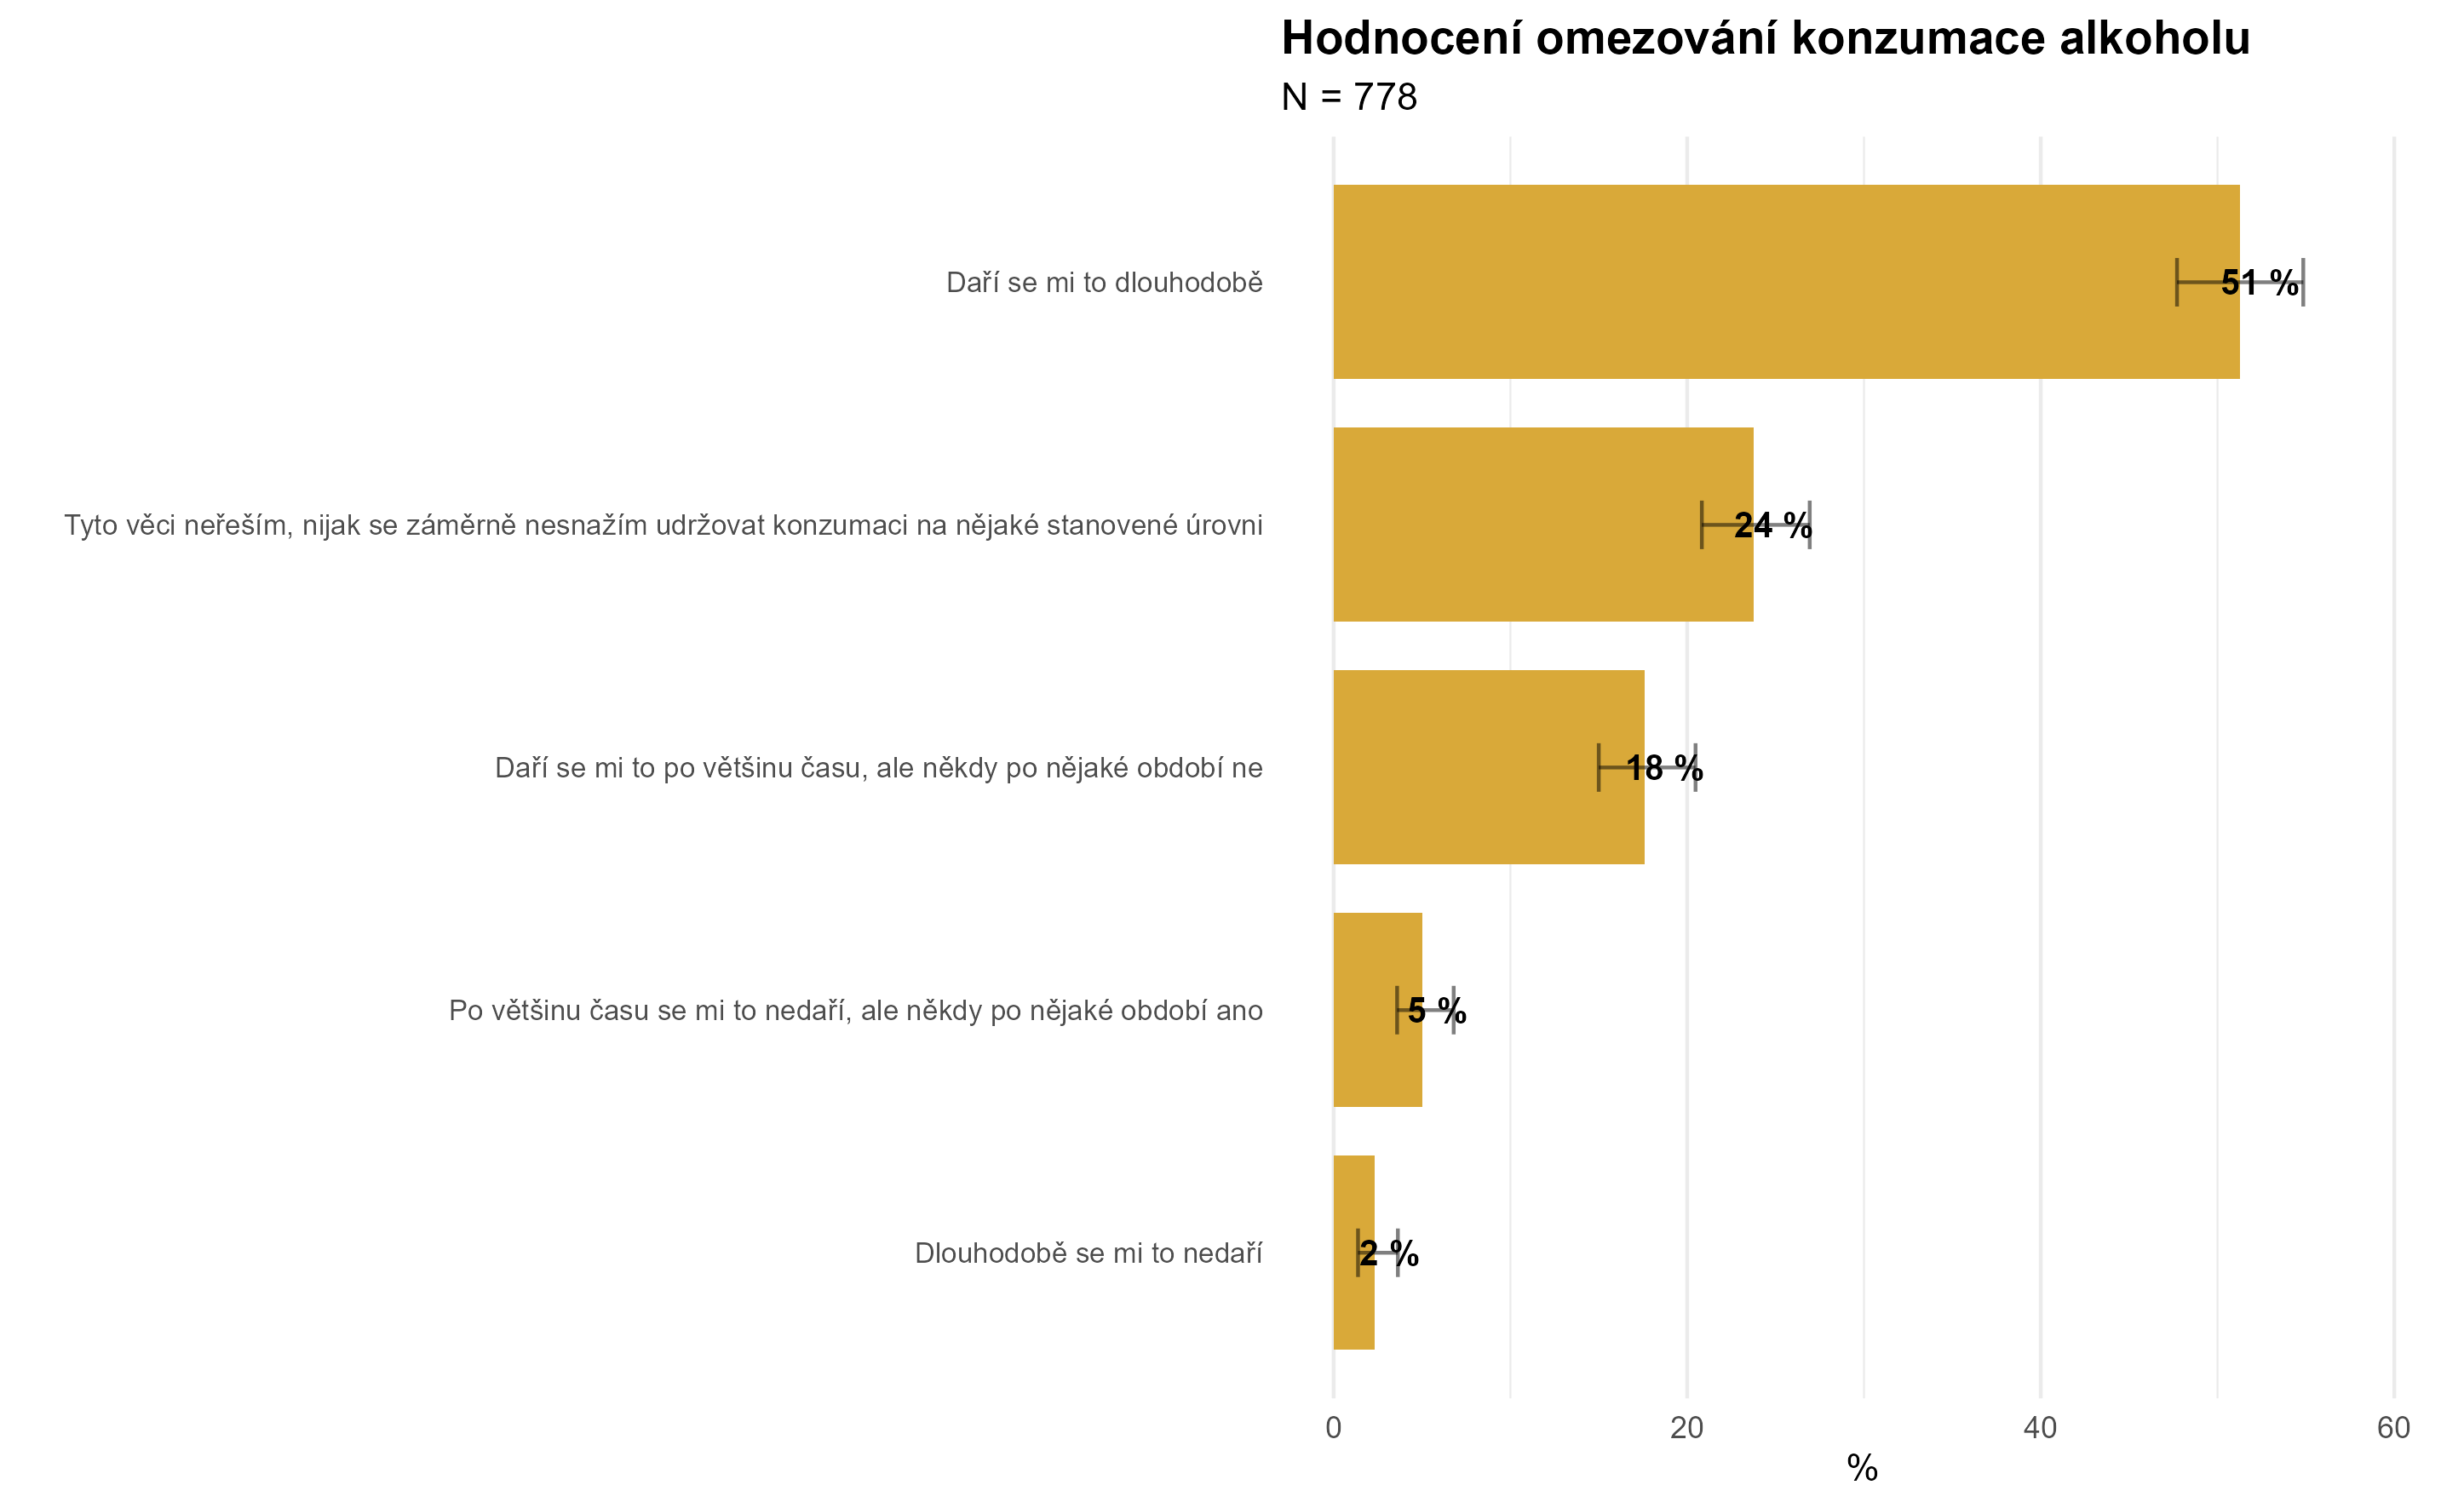 Hodnocení omezování konzumace alkoholu
N = 778
Daří se mi to dlouhodobě
51 %
Tyto věci neřeším, nijak se záměrně nesnažím udržovat konzumaci na nějaké stanovené úrovni
24 %
Daří se mi to po většinu času, ale někdy po nějaké období ne
18 %
Po většinu času se mi to nedaří, ale někdy po nějaké období ano
5 %
Dlouhodobě se mi to nedaří
2 %
0 20 40 60
%